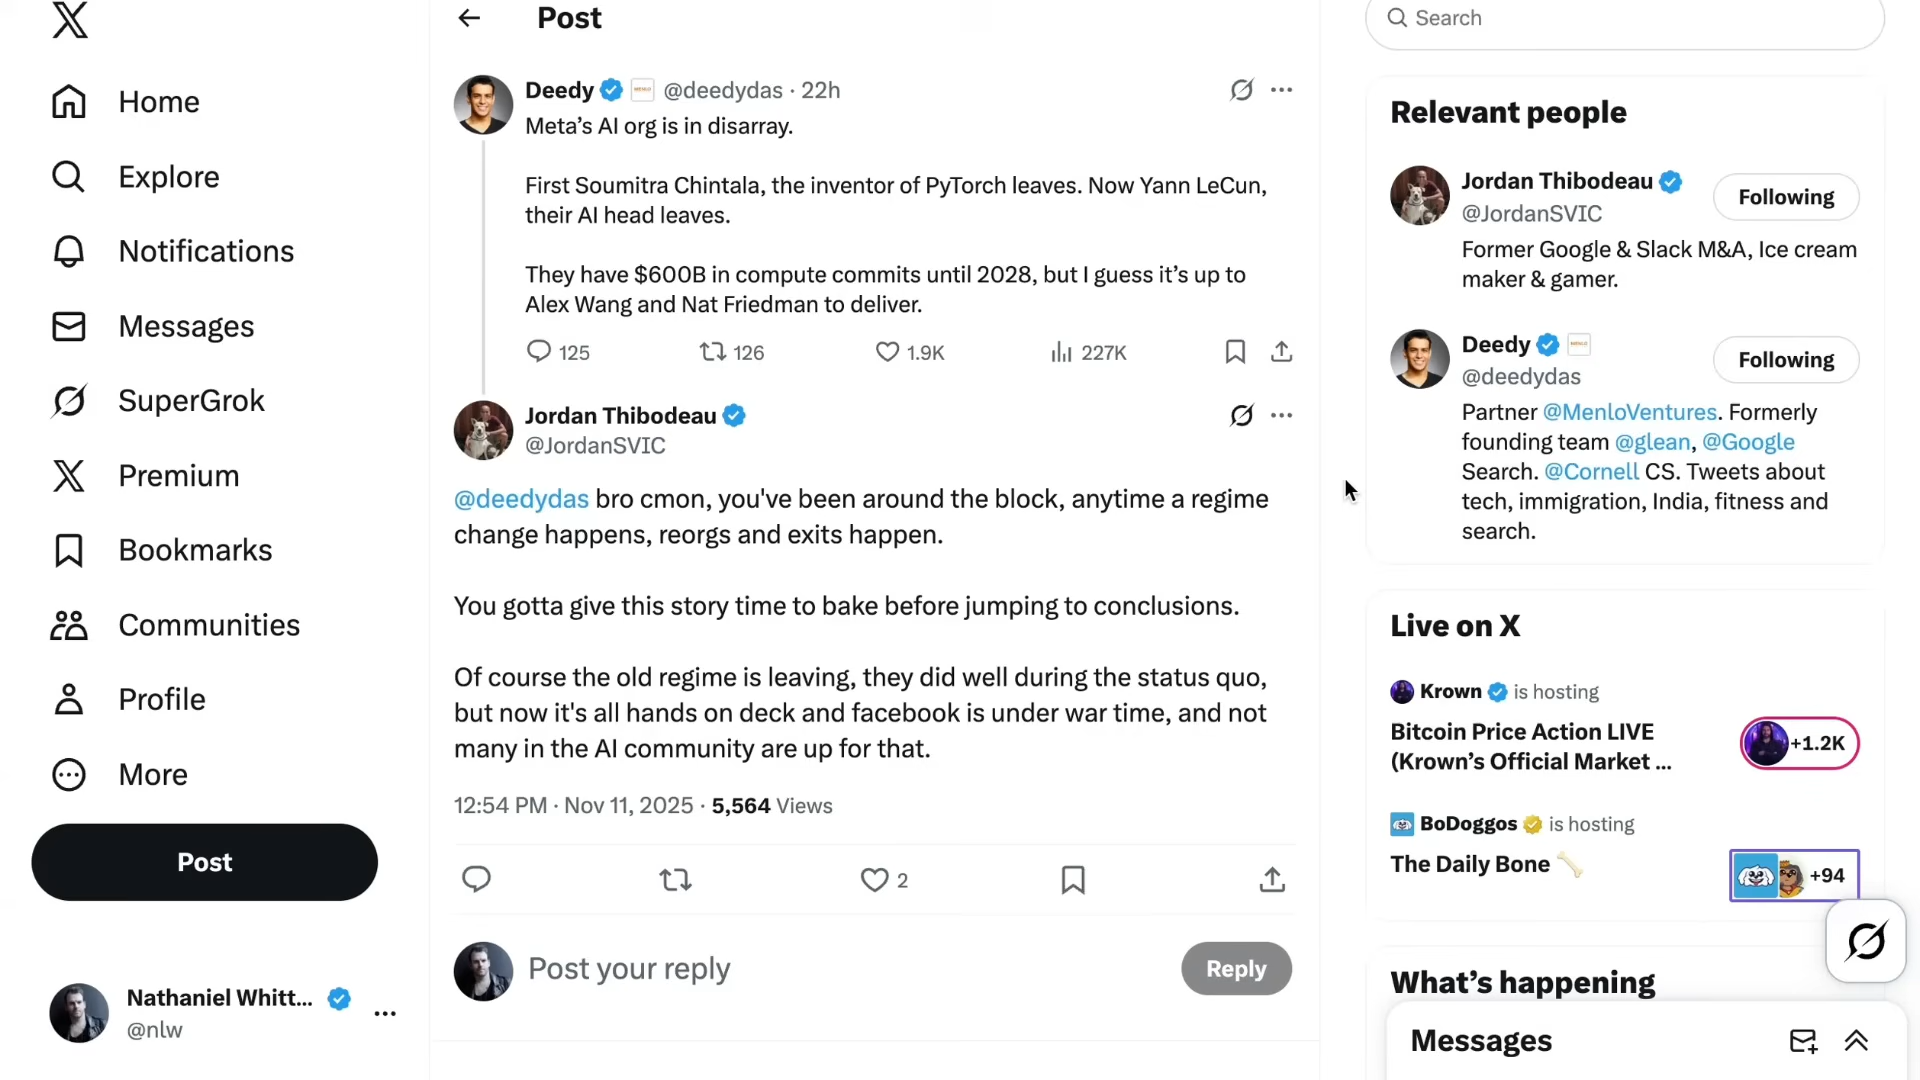 Home
Explore
Notifications
Messages
SuperGrok
Premium
Bookmarks
Communities
Profile
More
Post
Nathaniel Whitt...
@nlw
Post
Deedy @deedydas · 22h
Meta's AI org is in disarray.
First Soumitra Chintala, the inventor of PyTorch leaves. Now Yann LeCun,
their AI head leaves.
They have $600B in compute commits until 2028, but I guess it's up to
Alex Wang and Nat Friedman to deliver.
125 126 1.9K 227K
Jordan Thibodeau
@JordanSVIC
@deedydas bro cmon, you've been around the block, anytime a regime
change happens, reorgs and exits happen.
You gotta give this story time to bake before jumping to conclusions.
Of course the old regime is leaving, they did well during the status quo,
but now it's all hands on deck and facebook is under war time, and not
many in the AI community are up for that.
12:54 PM · Nov 11, 2025 · 5,564 Views
2
Post your reply
Reply
Search
Relevant people
Jordan Thibodeau
@JordanSVIC
Following
Former Google & Slack M&A, Ice cream
maker & gamer.
Deedy
@deedydas
Following
Partner @MenloVentures. Formerly
founding team @glean, @Google
Search. @Cornell CS. Tweets about
tech, immigration, India, fitness and
search.
Live on X
Krown is hosting
Bitcoin Price Action LIVE
(Krown's Official Market ...
+1.2K
BoDoggos is hosting
The Daily Bone
+94
What's happening
Messages